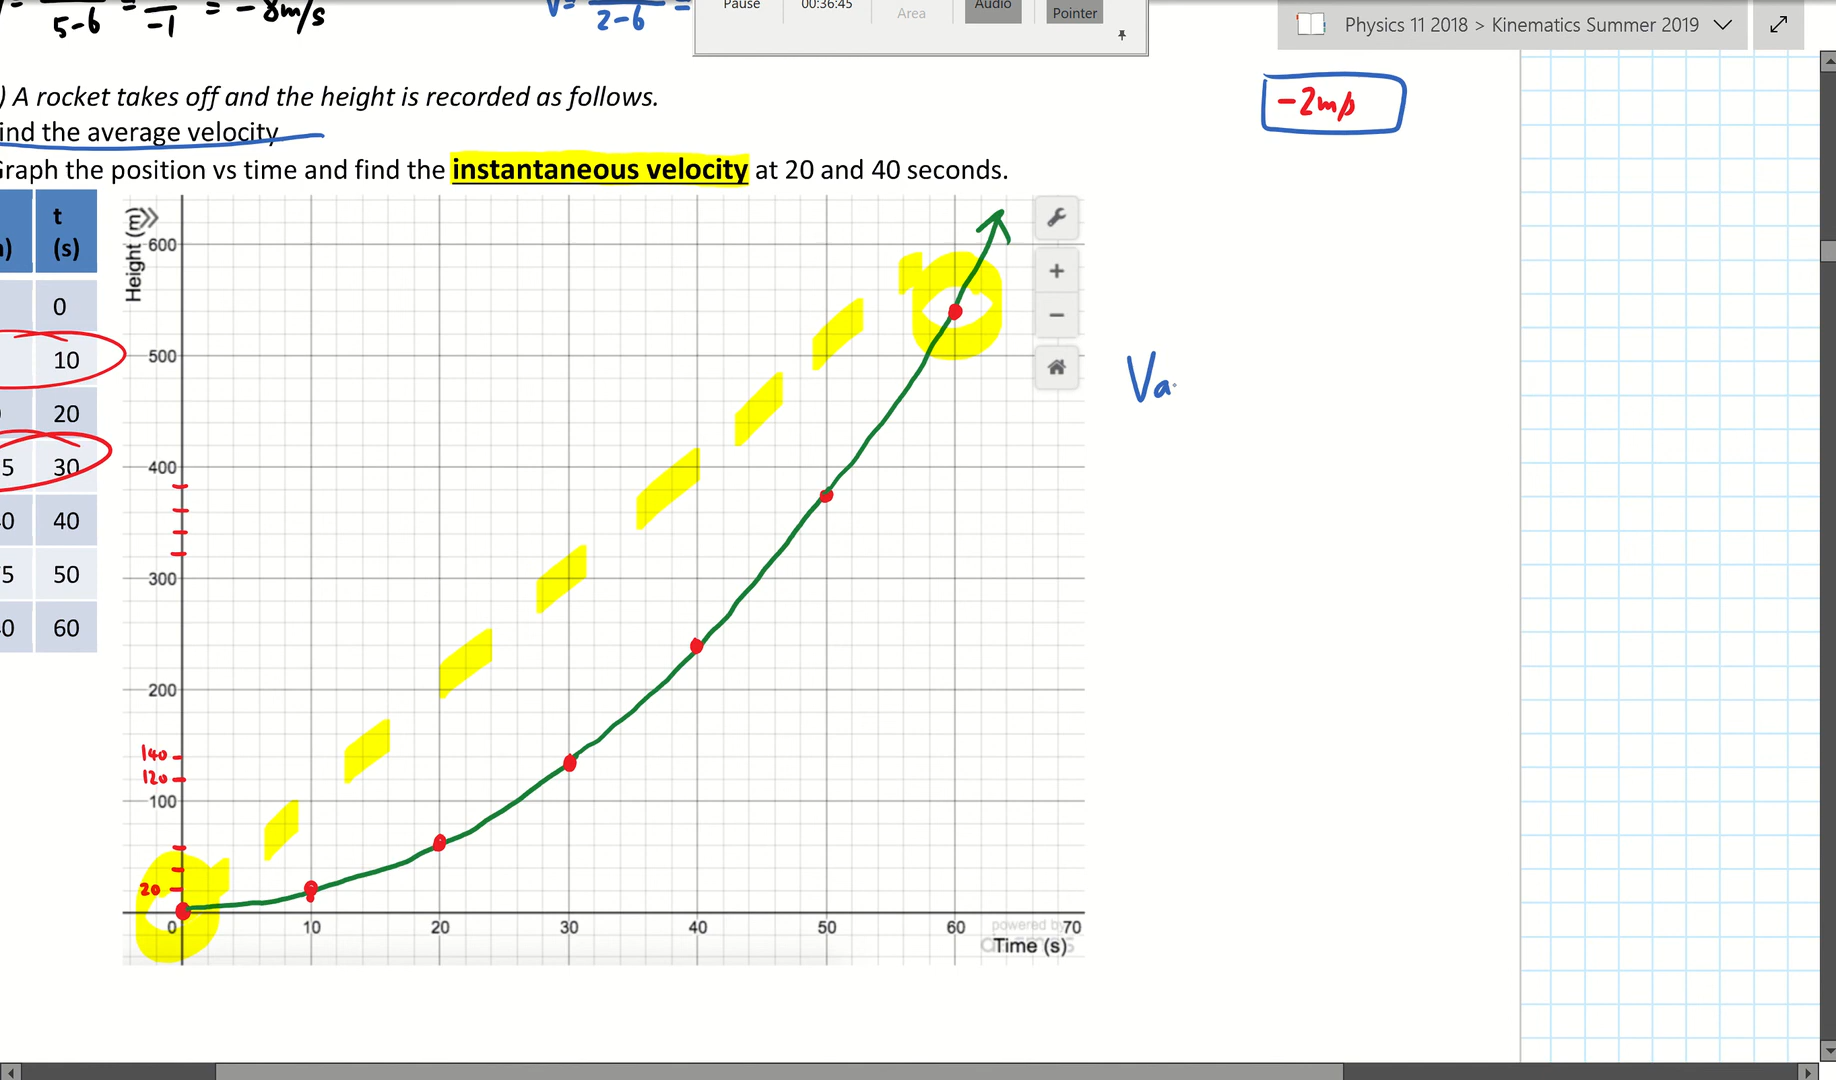 Pause 00:36:45 Area Audio Pointer
5-6 = -1 = -8m/s
V= 2-6 =
Physics 11 2018 > Kinematics Summer 2019
) A rocket takes off and the height is recorded as follows.
-2m/s
ind the average velocity
Graph the position vs time and find the instantaneous velocity at 20 and 40 seconds.
t
) (s)
0
10
20
5 30
0 40
5 50
0 60
Height (m)
600
500
400
300
200
140
120
100
20
0 10 20 30 40 50 60 70
powered by
Time (s)
Va
+
−